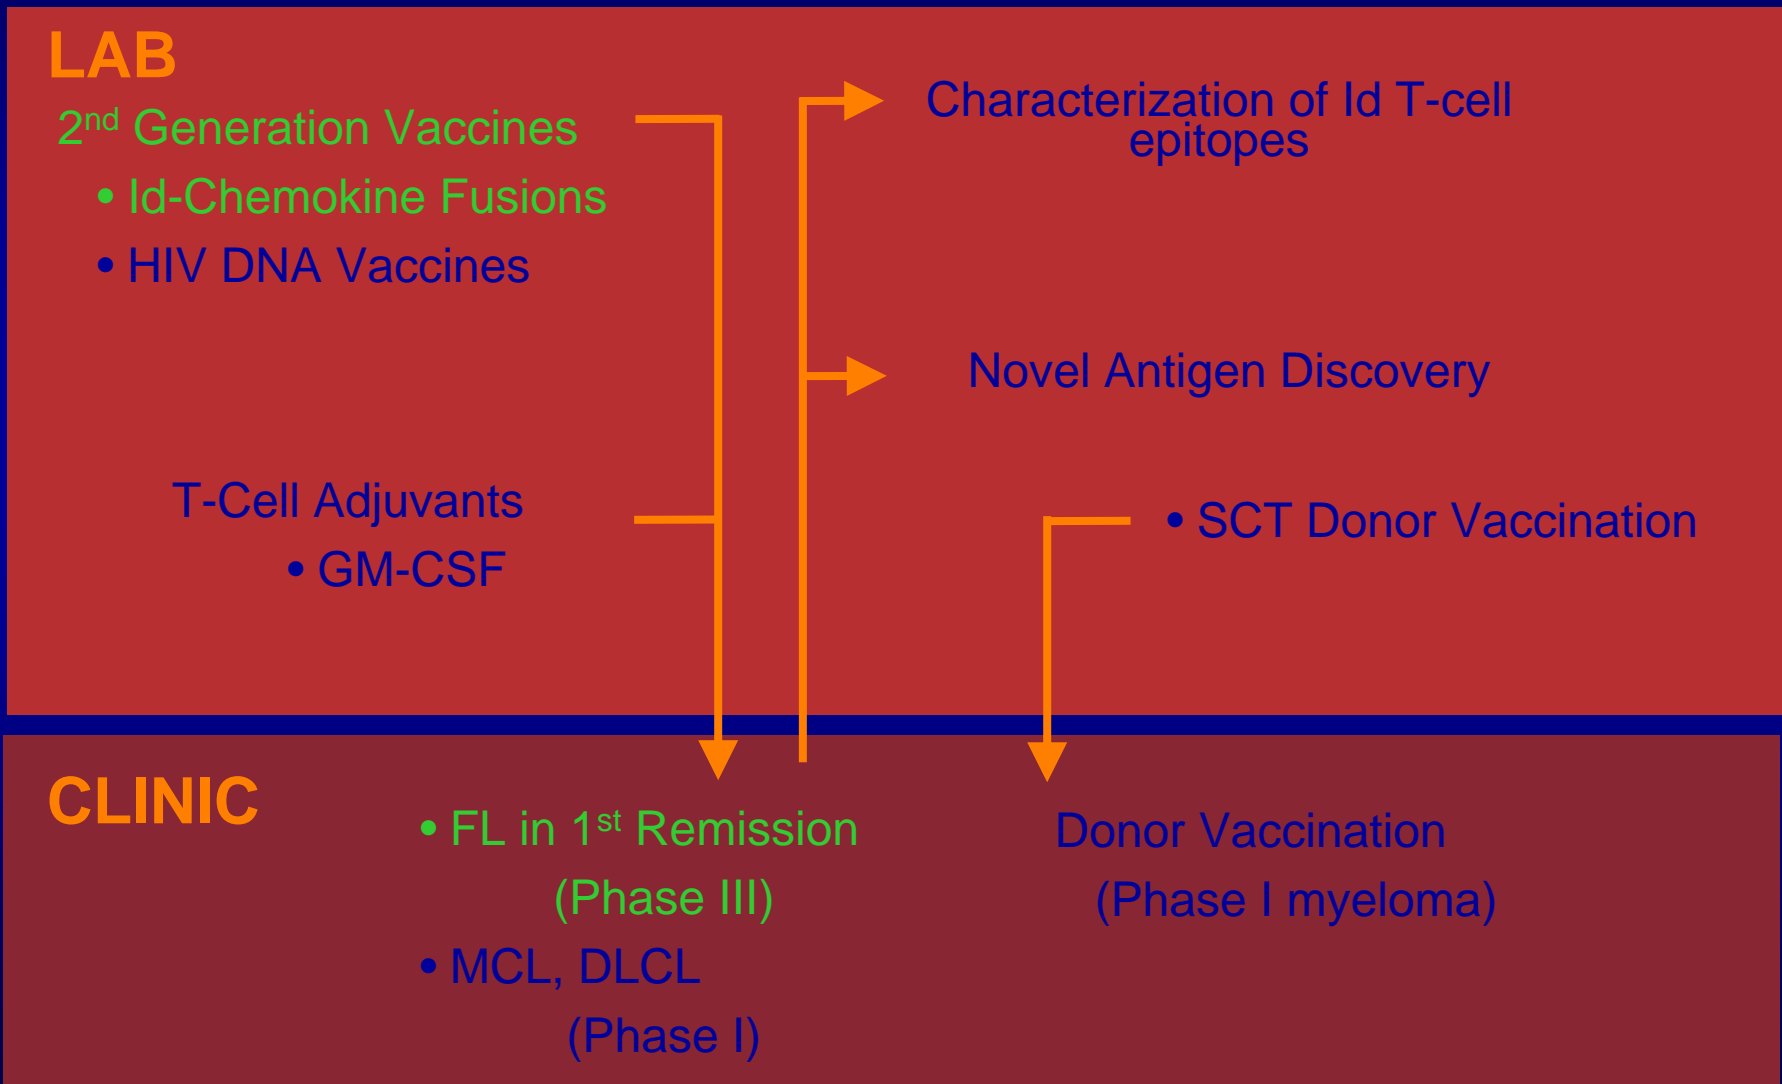 LAB
2nd Generation Vaccines
• Id-Chemokine Fusions
• HIV DNA Vaccines
T-Cell Adjuvants
• GM-CSF
Characterization of Id T-cell
epitopes
Novel Antigen Discovery
• SCT Donor Vaccination
CLINIC
• FL in 1st Remission
(Phase III)
• MCL, DLCL
(Phase I)
Donor Vaccination
(Phase I myeloma)